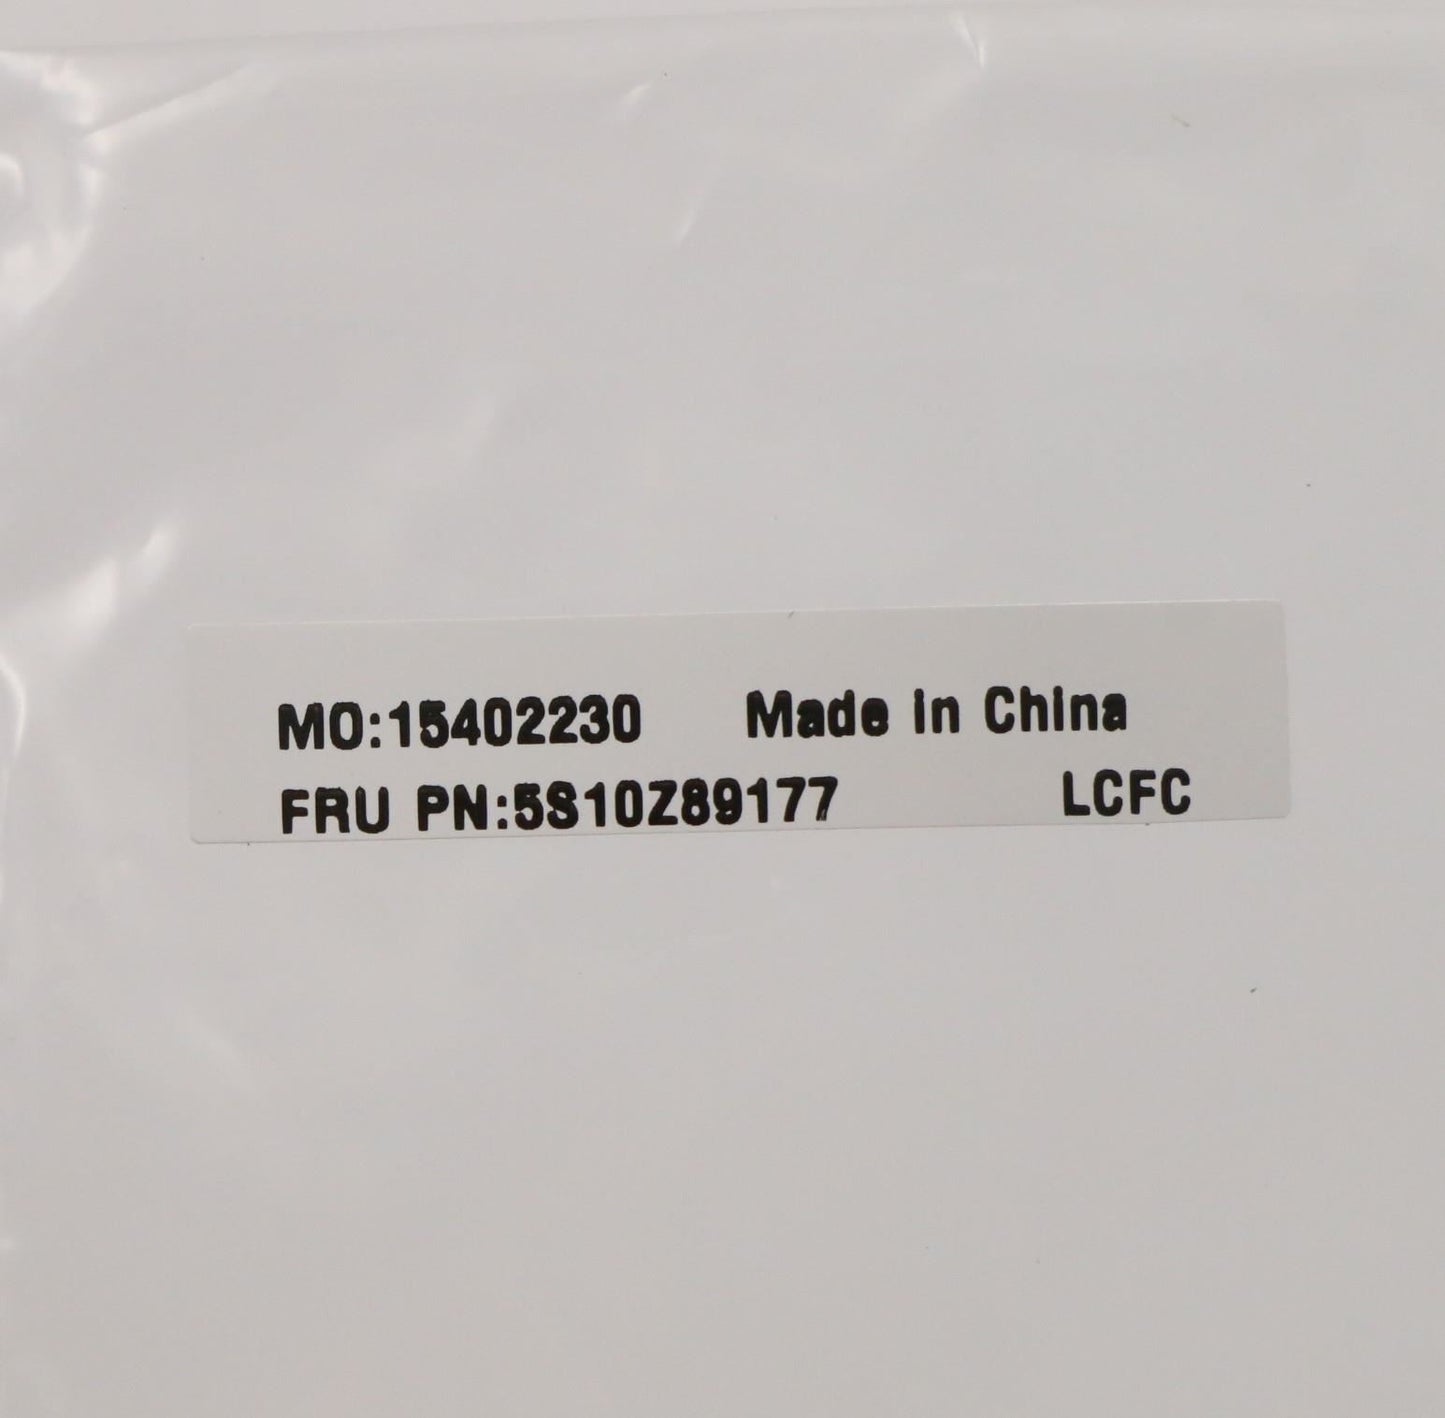 MO:15402230 Made in China
FRU PN:5S10Z89177 LCFC